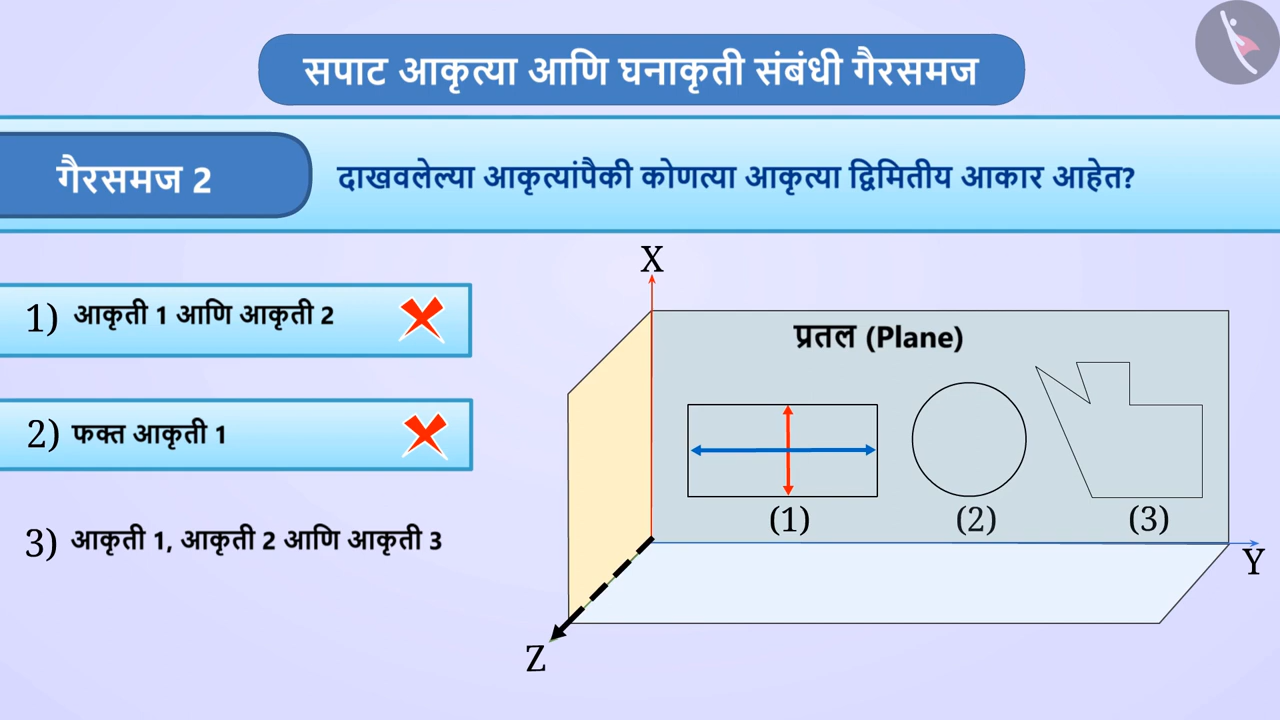 सपाट आकृत्या आणि घनाकृती संबंधी गैरसमज
गैरसमज 2
दाखवलेल्या आकृत्यांपैकी कोणत्या आकृत्या द्विमितीय आकार आहेत?
1) आकृती 1 आणि आकृती 2
2) फक्त आकृती 1
3) आकृती 1, आकृती 2 आणि आकृती 3
X
प्रतल (Plane)
(1) (2) (3)
Y
Z